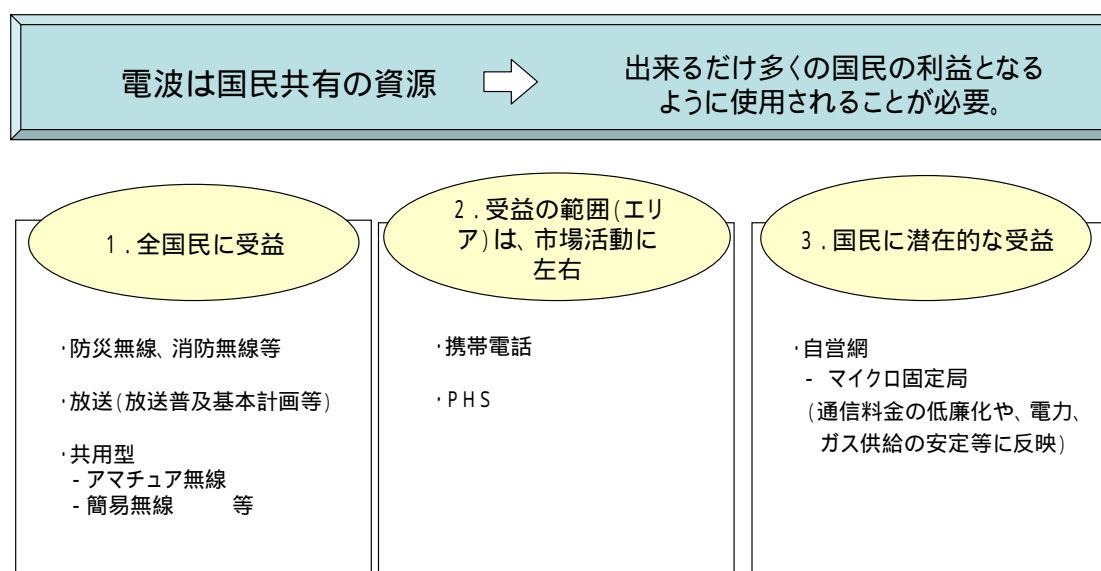 電波は国民共有の資源
出来るだけ多くの国民の利益となる
ように使用されることが必要。
1．全国民に受益
・防災無線、消防無線等
・放送(放送普及基本計画等)
・共用型
- アマチュア無線
- 簡易無線　　等
2．受益の範囲(エリ
ア)は、市場活動に
左右
・携帯電話
・PHS
3．国民に潜在的な受益
・自営網
- マイクロ固定局
(通信料金の低廉化や、電力、
ガス供給の安定等に反映)